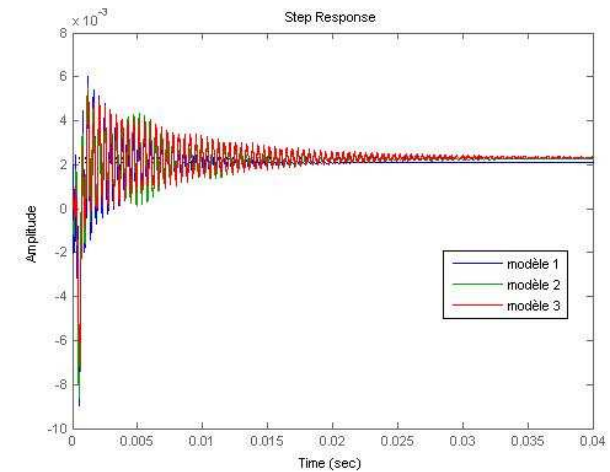 Step Response
x 10⁻³
8
6
4
2
0
-2
-4
-6
-8
-10
Amplitude
modèle 1
modèle 2
modèle 3
0
0.005
0.01
0.015
0.02
0.025
0.03
0.035
0.04
Time (sec)